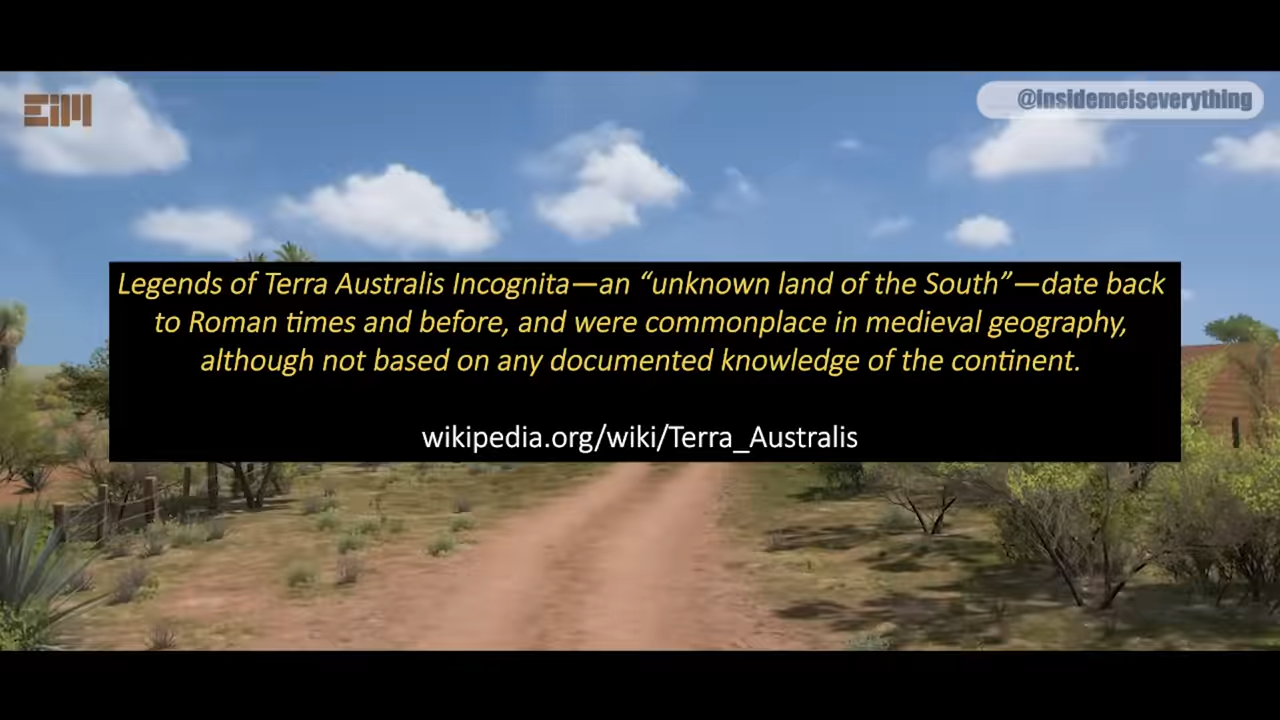 EiM
@insidemeiseverything
Legends of Terra Australis Incognita—an “unknown land of the South”—date back
to Roman times and before, and were commonplace in medieval geography,
although not based on any documented knowledge of the continent.
wikipedia.org/wiki/Terra_Australis